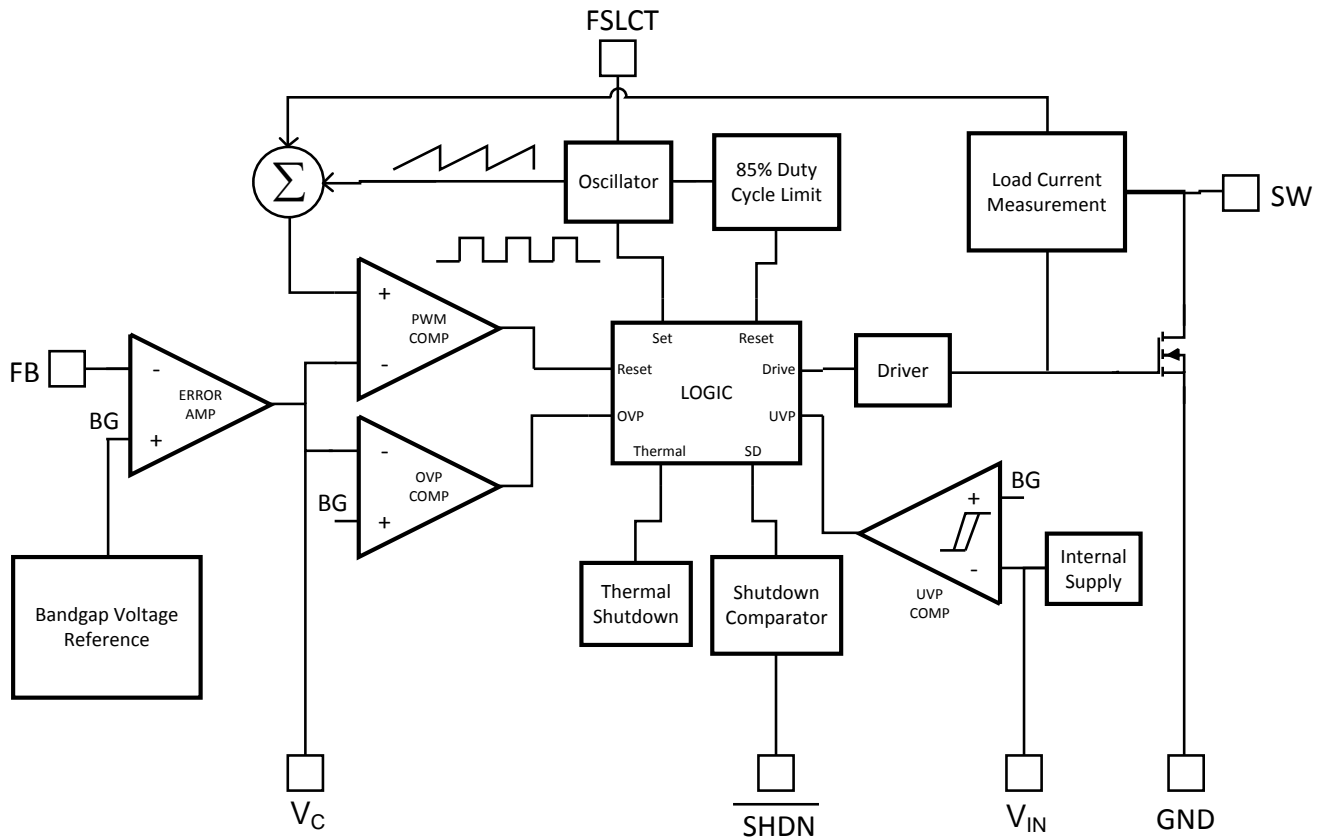 FSLCT
Σ
Oscillator
85% Duty
Cycle Limit
Load Current
Measurement
SW
+
PWM
COMP
-
Set
Reset
Reset
Drive
LOGIC
OVP
UVP
Thermal
SD
Driver
FB
-
ERROR
AMP
BG
+
-
OVP
COMP
BG
+
+
BG
-
UVP
COMP
Internal
Supply
Thermal
Shutdown
Shutdown
Comparator
Bandgap Voltage
Reference
VC
SHDN
VIN
GND